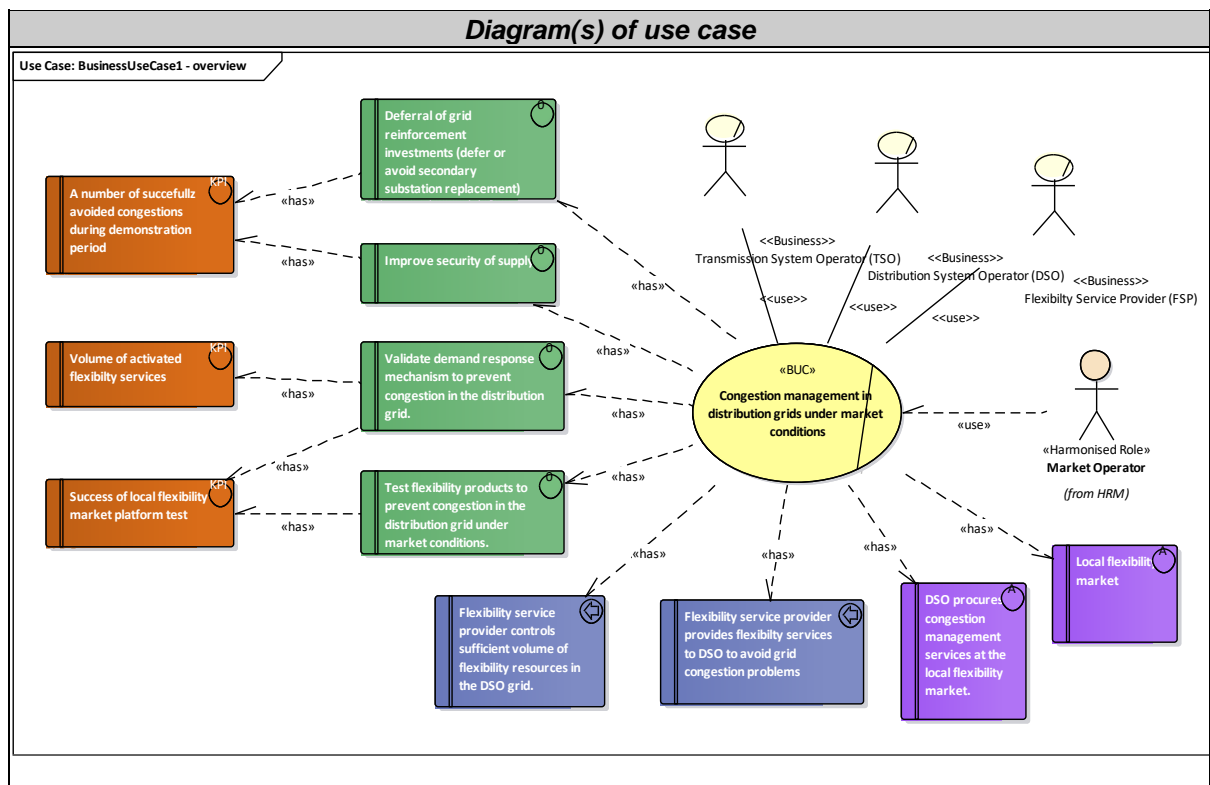 Diagram(s) of use case
Use Case: BusinessUseCase1 - overview
Deferral of grid
reinforcement
investments (defer or
avoid secondary
substation replacement)
O
KPI
A number of succefullz
avoided congestions
during demonstration
period
«has»
Improve security of supply
O
«has»
<<Business>>
Transmission System Operator (TSO)
<<Business>>
Distribution System Operator (DSO)
<<Business>>
Flexibilty Service Provider (FSP)
«has»
<<use>>
<<use>>
<<use>>
KPI
Volume of activated
flexibilty services
«has»
Validate demand response
mechanism to prevent
congestion in the distribution
grid.
O
«has»
«has»
«BUC»
Congestion management in
distribution grids under market
conditions
«use»
«Harmonised Role»
Market Operator
(from HRM)
«has»
KPI
Success of local flexibility
market platform test
«has»
Test flexibility products to
prevent congestion in the
distribution grid under
market conditions.
O
«has»
«has»
«has»
«has»
«has»
Local flexibility
market
A
Flexibility service
provider controls
sufficient volume of
flexibility resources in
the DSO grid.
Flexibility service provider
provides flexibilty services
to DSO to avoid grid
congestion problems
DSO procures
congestion
management
services at the
local flexibility
market.
A